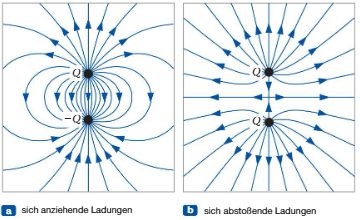 Q
–Q
Q
Q
a sich anziehende Ladungen
b sich abstoßende Ladungen